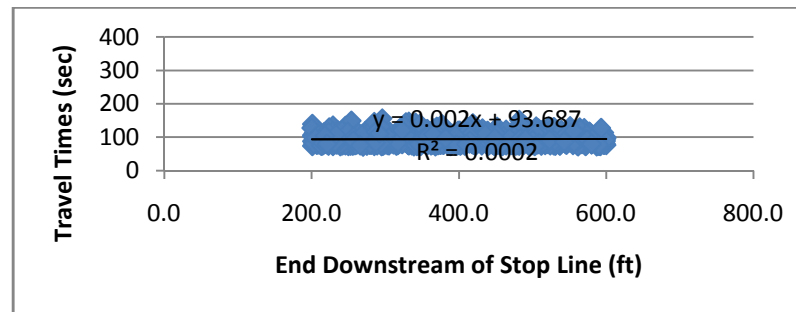 Travel Times (sec)
400
300
200
100
0
y = 0.002x + 93.687
R² = 0.0002
0.0 200.0 400.0 600.0 800.0
End Downstream of Stop Line (ft)